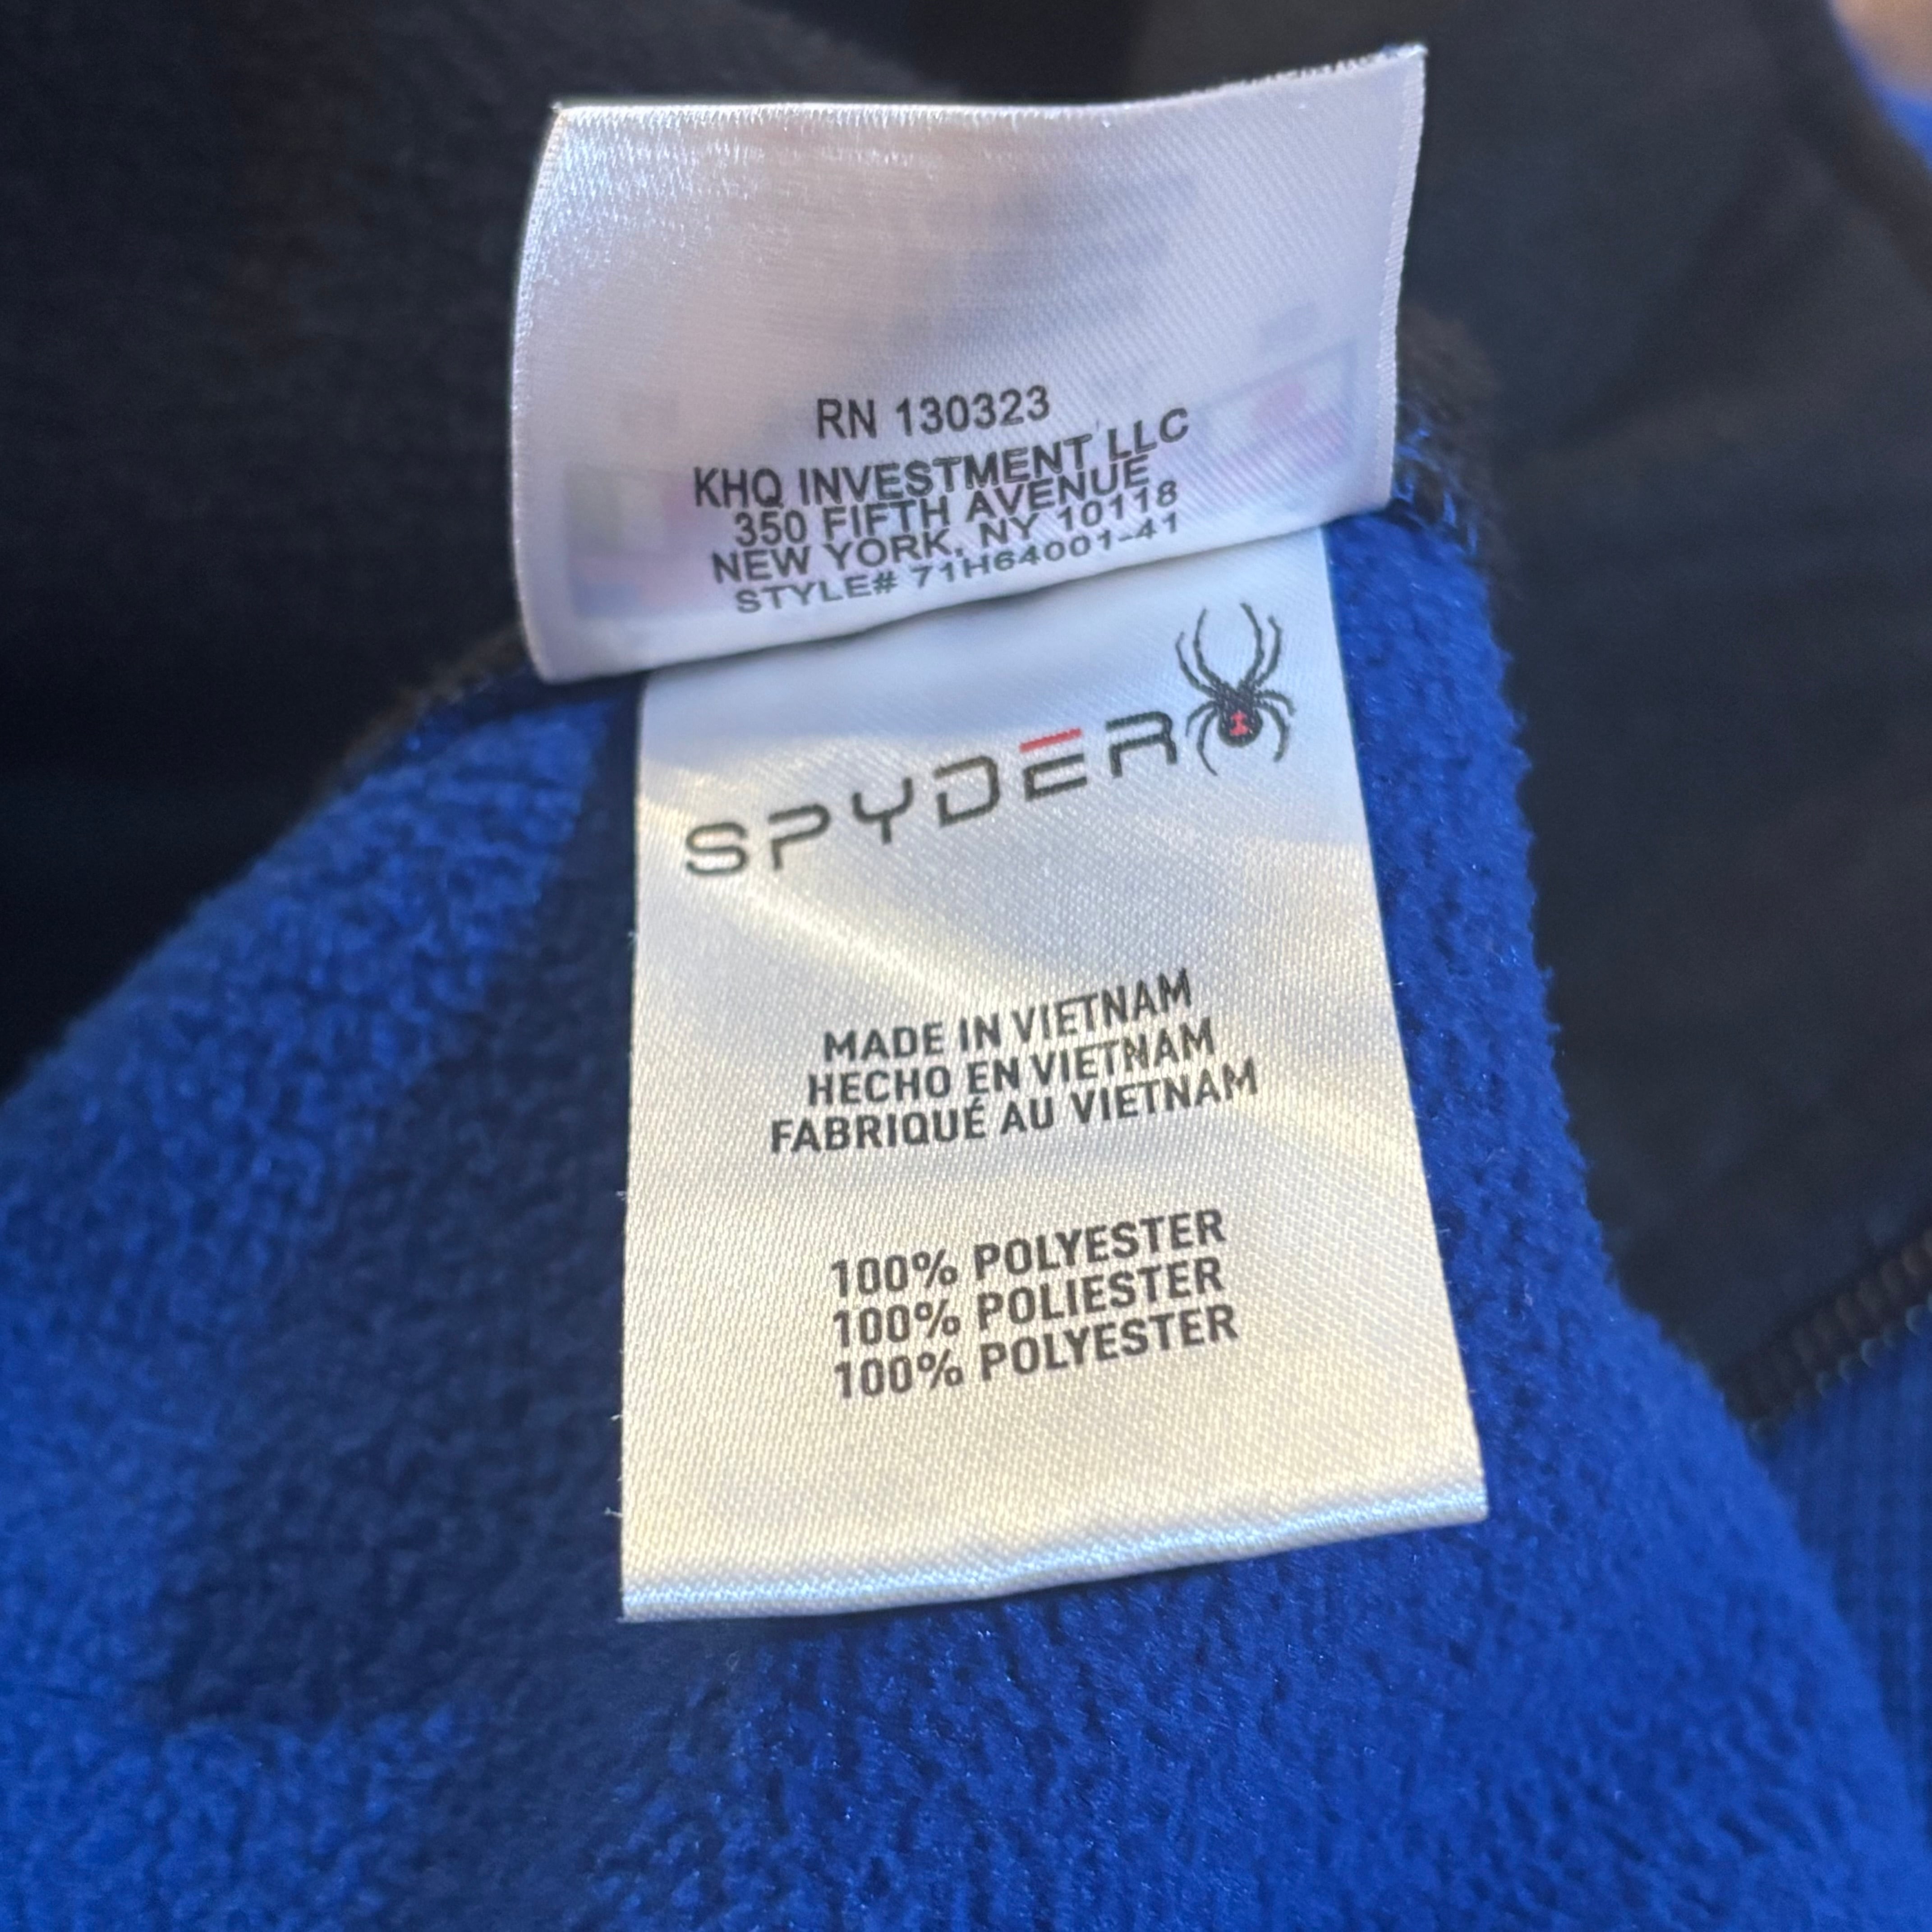 RN 130323
KHQ INVESTMENT LLC
350 FIFTH AVENUE
NEW YORK, NY 10118
STYLE# 71H64001-41
SPYDER
MADE IN VIETNAM
HECHO EN VIETNAM
FABRIQUÉ AU VIETNAM
100% POLYESTER
100% POLIESTER
100% POLYESTER